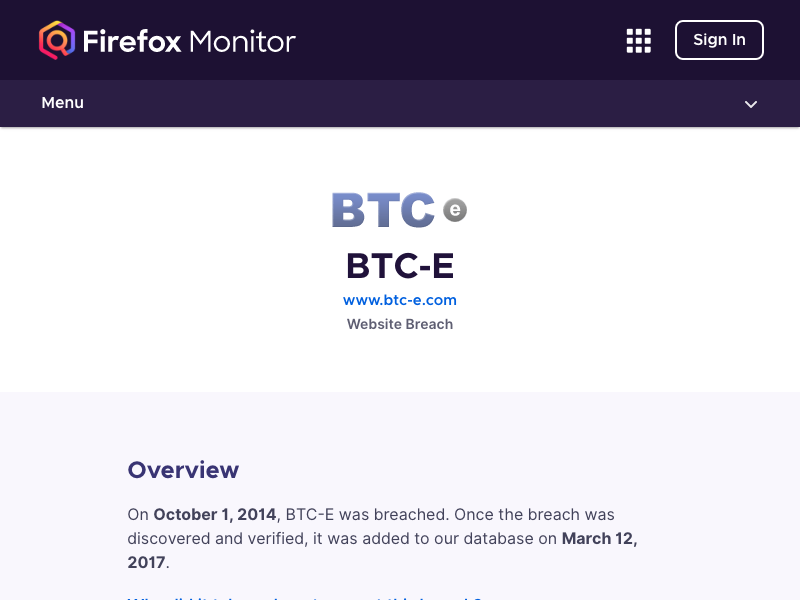 Firefox Monitor
Sign In
Menu
BTC e
BTC-E
www.btc-e.com
Website Breach
Overview
On October 1, 2014, BTC-E was breached. Once the breach was
discovered and verified, it was added to our database on March 12,
2017.